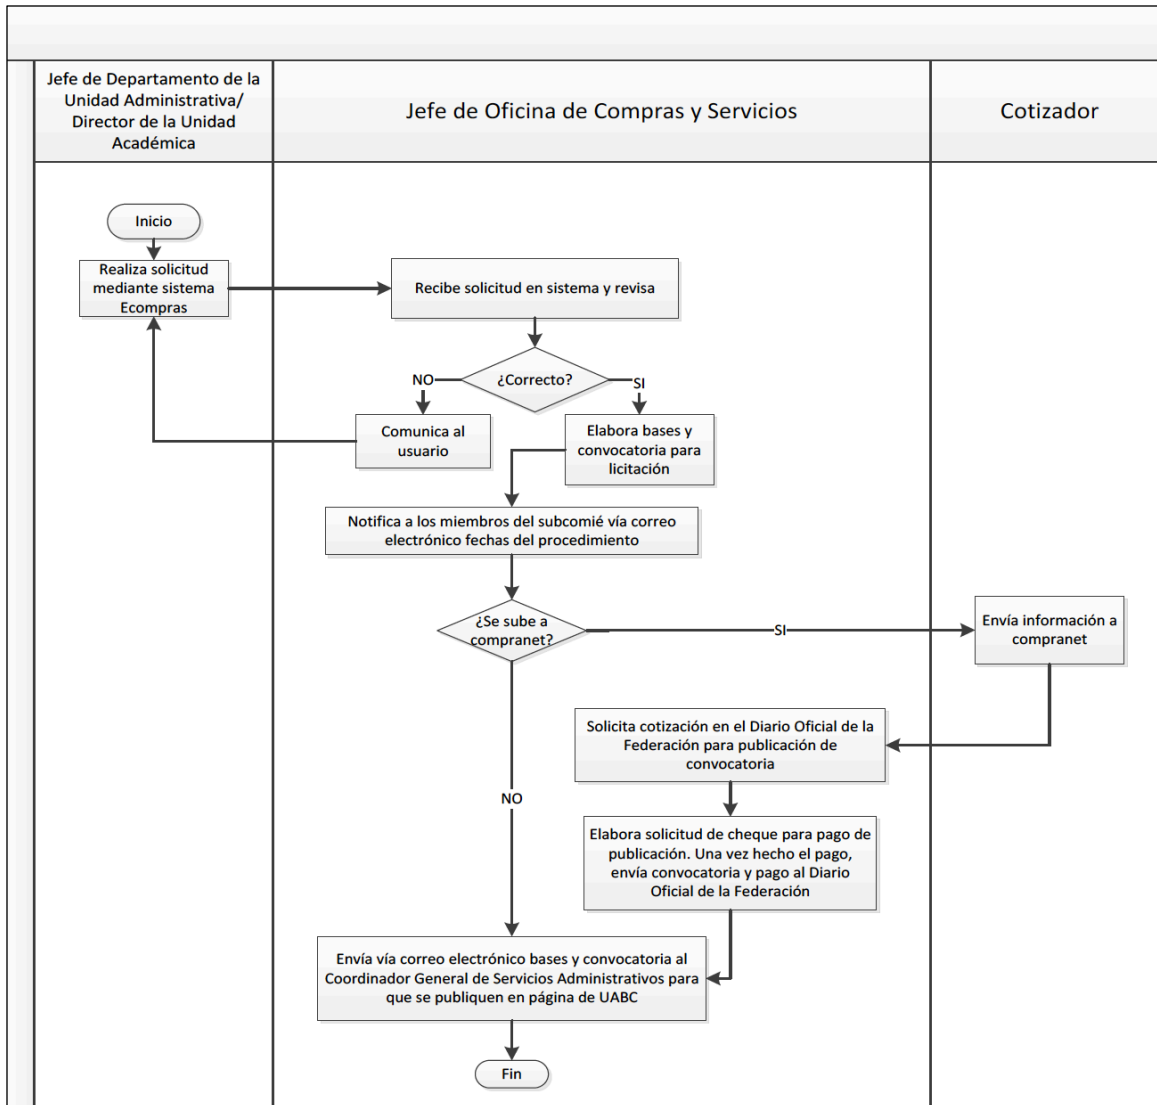 Jefe de Departamento de la
Unidad Administrativa/
Director de la Unidad
Académica
Jefe de Oficina de Compras y Servicios
Cotizador
Inicio
Realiza solicitud
mediante sistema
Ecompras
Recibe solicitud en sistema y revisa
¿Correcto?
NO
SI
Comunica al
usuario
Elabora bases y
convocatoria para
licitación
Notifica a los miembros del subcomié vía correo
electrónico fechas del procedimiento
¿Se sube a
compranet?
SI
Envía información a
compranet
Solicita cotización en el Diario Oficial de la
Federación para publicación de
convocatoria
NO
Elabora solicitud de cheque para pago de
publicación. Una vez hecho el pago,
envía convocatoria y pago al Diario
Oficial de la Federación
Envía vía correo electrónico bases y convocatoria al
Coordinador General de Servicios Administrativos para
que se publiquen en página de UABC
Fin